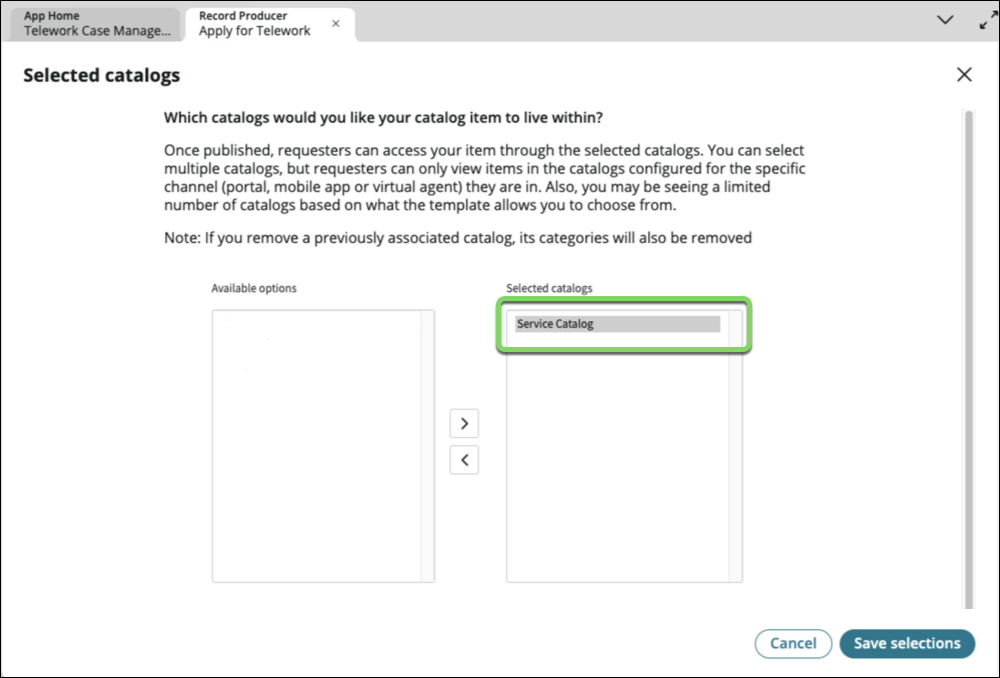 App Home
Telework Case Manage...
Record Producer
Apply for Telework
Selected catalogs
Which catalogs would you like your catalog item to live within?
Once published, requesters can access your item through the selected catalogs. You can select
multiple catalogs, but requesters can only view items in the catalogs configured for the specific
channel (portal, mobile app or virtual agent) they are in. Also, you may be seeing a limited
number of catalogs based on what the template allows you to choose from.
Note: If you remove a previously associated catalog, its categories will also be removed
Available options
Selected catalogs
Service Catalog
Cancel
Save selections